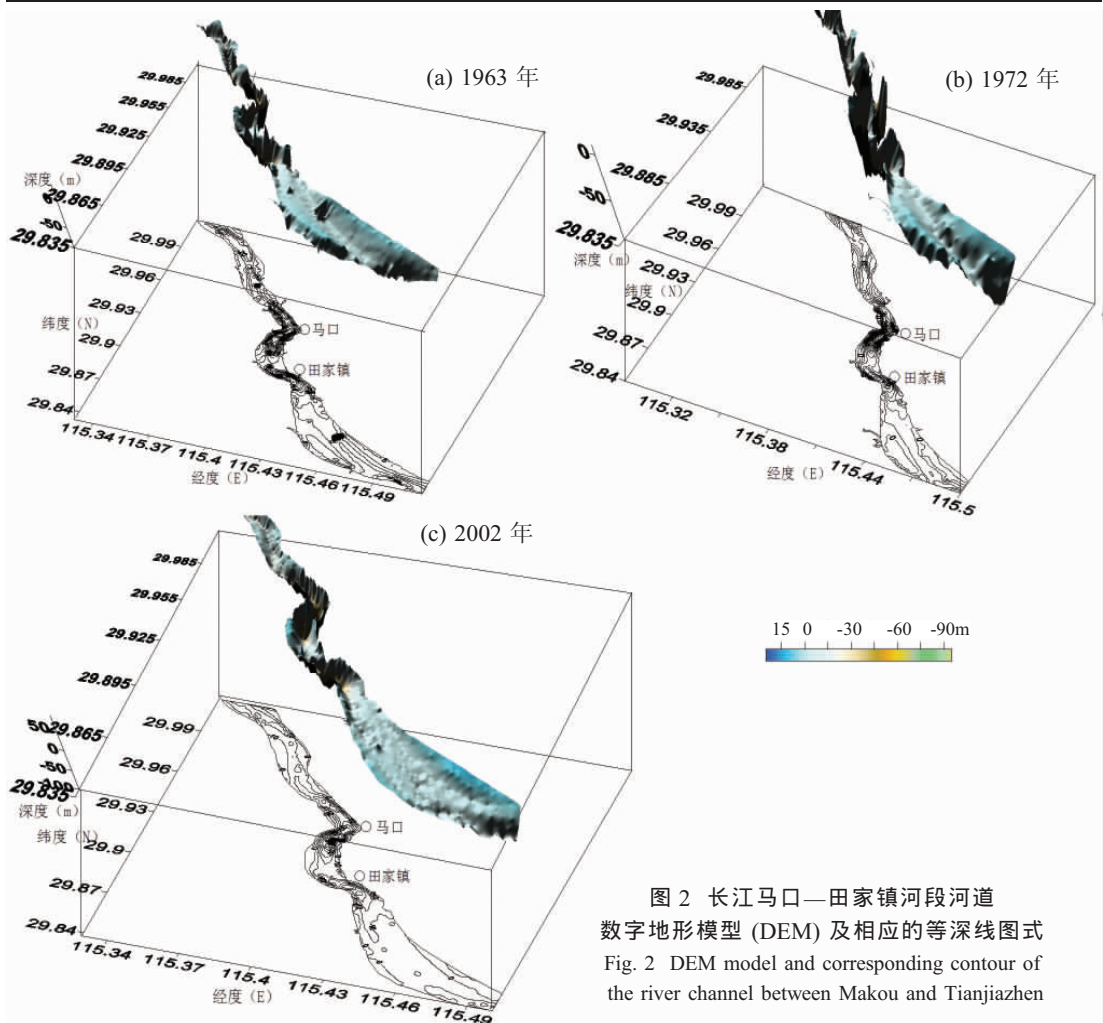 (a) 1963 年
29.985
29.955
29.925
29.895
深度（m）
29.865
-50
29.835
29.99
29.96
29.93
纬度（N）
29.9
29.87
29.84
马口
田家镇
115.34
115.37
115.4
115.43
115.46
115.49
经度（E）
(b) 1972 年
29.985
29.935
0
29.885
-50
29.835
深度（m）
29.99
29.96
29.93
纬度（N）
29.9
29.87
29.84
马口
田家镇
115.32
115.38
115.44
115.5
经度（E）
(c) 2002 年
29.985
29.955
29.925
29.895
50
29.865
0
-50
-100
29.835
深度（m）
29.99
29.96
29.93
纬度（N）
29.9
29.87
29.84
马口
田家镇
115.34
115.37
115.4
115.43
115.46
115.49
经度（E）
15 0 -30 -60 -90m
图 2 长江马口—田家镇河段河道
数字地形模型 (DEM) 及相应的等深线图式
Fig. 2 DEM model and corresponding contour of
the river channel between Makou and Tianjiazhen